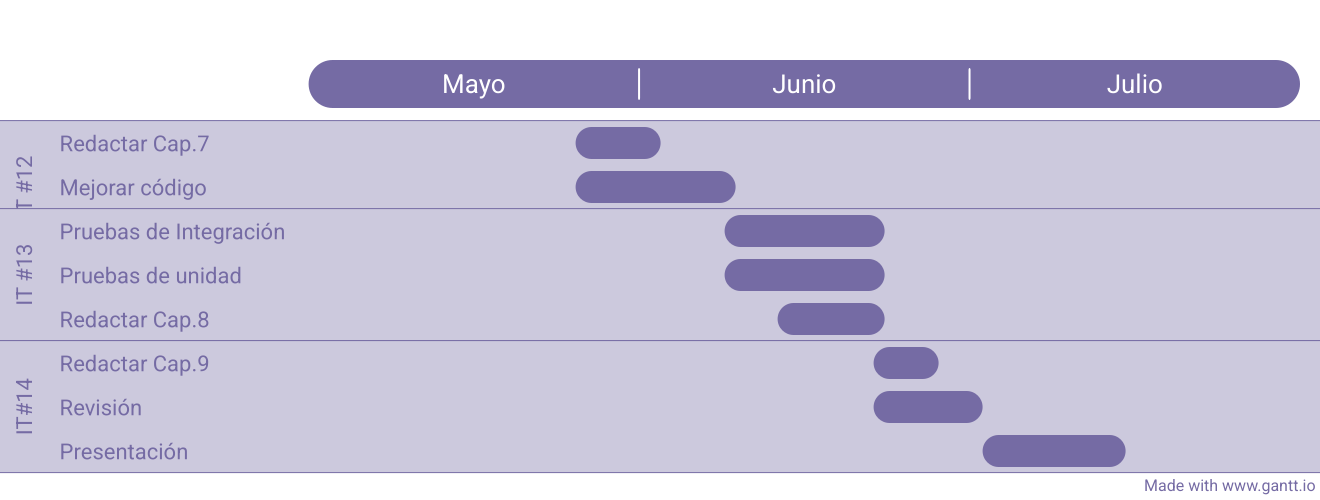 Mayo Junio Julio
T #12
Redactar Cap.7
Mejorar código
IT #13
Pruebas de Integración
Pruebas de unidad
Redactar Cap.8
IT#14
Redactar Cap.9
Revisión
Presentación
Made with www.gantt.io